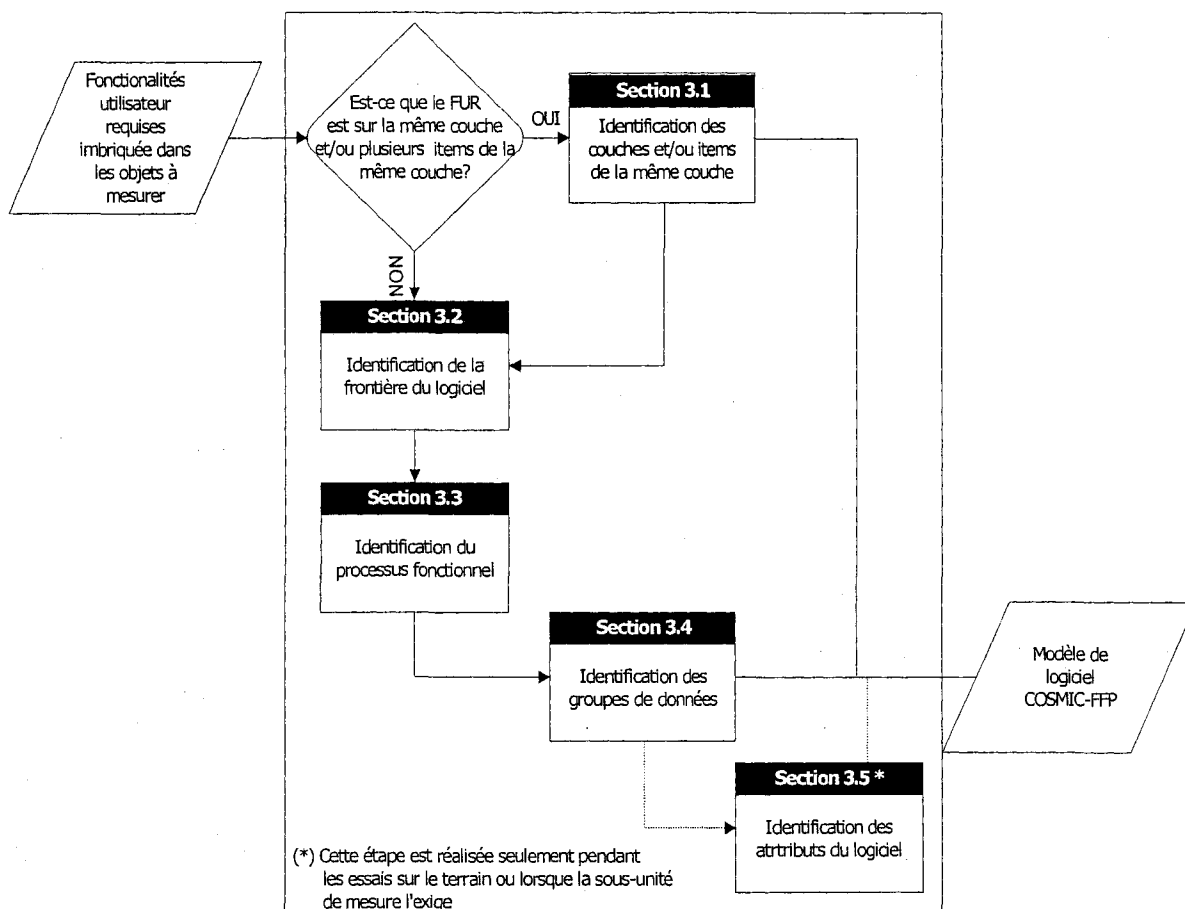 Fonctionalités
utilisateur
requises
imbriquée dans
les objets à
mesurer
Est-ce que le FUR
est sur la même couche
et/ou plusieurs items de la
même couche?
OUI
Section 3.1
Identification des
couches et/ou items
de la même couche
NON
Section 3.2
Identification de la
frontière du logiciel
Section 3.3
Identification du
processus fonctionnel
Section 3.4
Identification des
groupes de données
Modèle de
logiciel
COSMIC-FFP
Section 3.5 *
Identification des
atrtributs du logiciel
(*) Cette étape est réalisée seulement pendant
les essais sur le terrain ou lorsque la sous-unité
de mesure l'exige